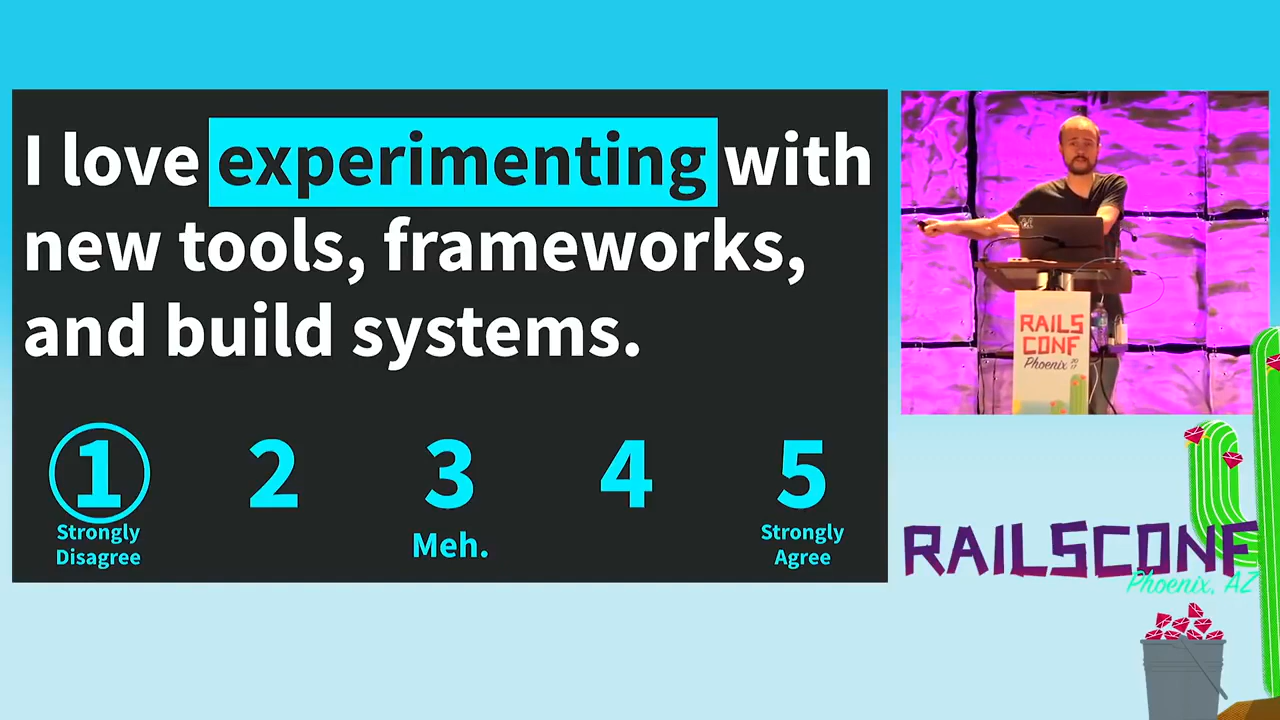 I love experimenting with
new tools, frameworks,
and build systems.
1 2 3 4 5
Strongly
Disagree
Meh.
Strongly
Agree
RAILS
CONF
Phoenix 2017
RAILSCONF
Phoenix, AZ